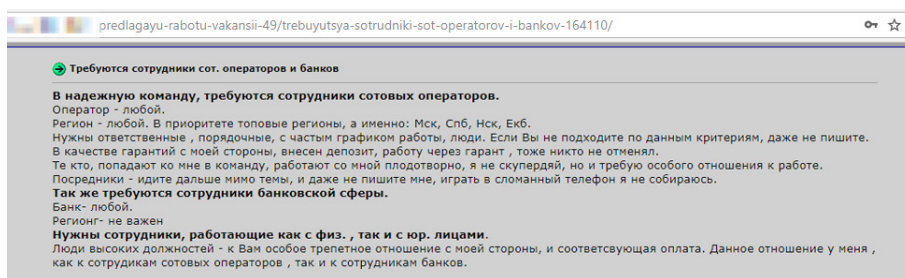 predlagayu-rabotu-vakansii-49/trebuyutsya-sotrudniki-sot-operatorov-i-bankov-164110/
Требуются сотрудники сот. операторов и банков
В надежную команду, требуются сотрудники сотовых операторов.
Оператор - любой.
Регион - любой. В приоритете топовые регионы, а именно: Мск, Спб, Нск, Екб.
Нужны ответственные , порядочные, с частым графиком работы, люди. Если Вы не подходите по данным критериям, даже не пишите.
В качестве гарантий с моей стороны, внесен депозит, работу через гарант , тоже никто не отменял.
Те кто, попадают ко мне в команду, работают со мной плодотворно, я не скупердяй, но и требую особого отношения к работе.
Посредники - идите дальше мимо темы, и даже не пишите мне, играть в сломанный телефон я не собираюсь.
Так же требуются сотрудники банковской сферы.
Банк- любой.
Регионг- не важен
Нужны сотрудники, работающие как с физ. , так и с юр. лицами.
Люди высоких должностей - к Вам особое трепетное отношение с моей стороны, и соответсвующая оплата. Данное отношение у меня ,
как к сотрудикам сотовых операторов , так и к сотрудникам банков.